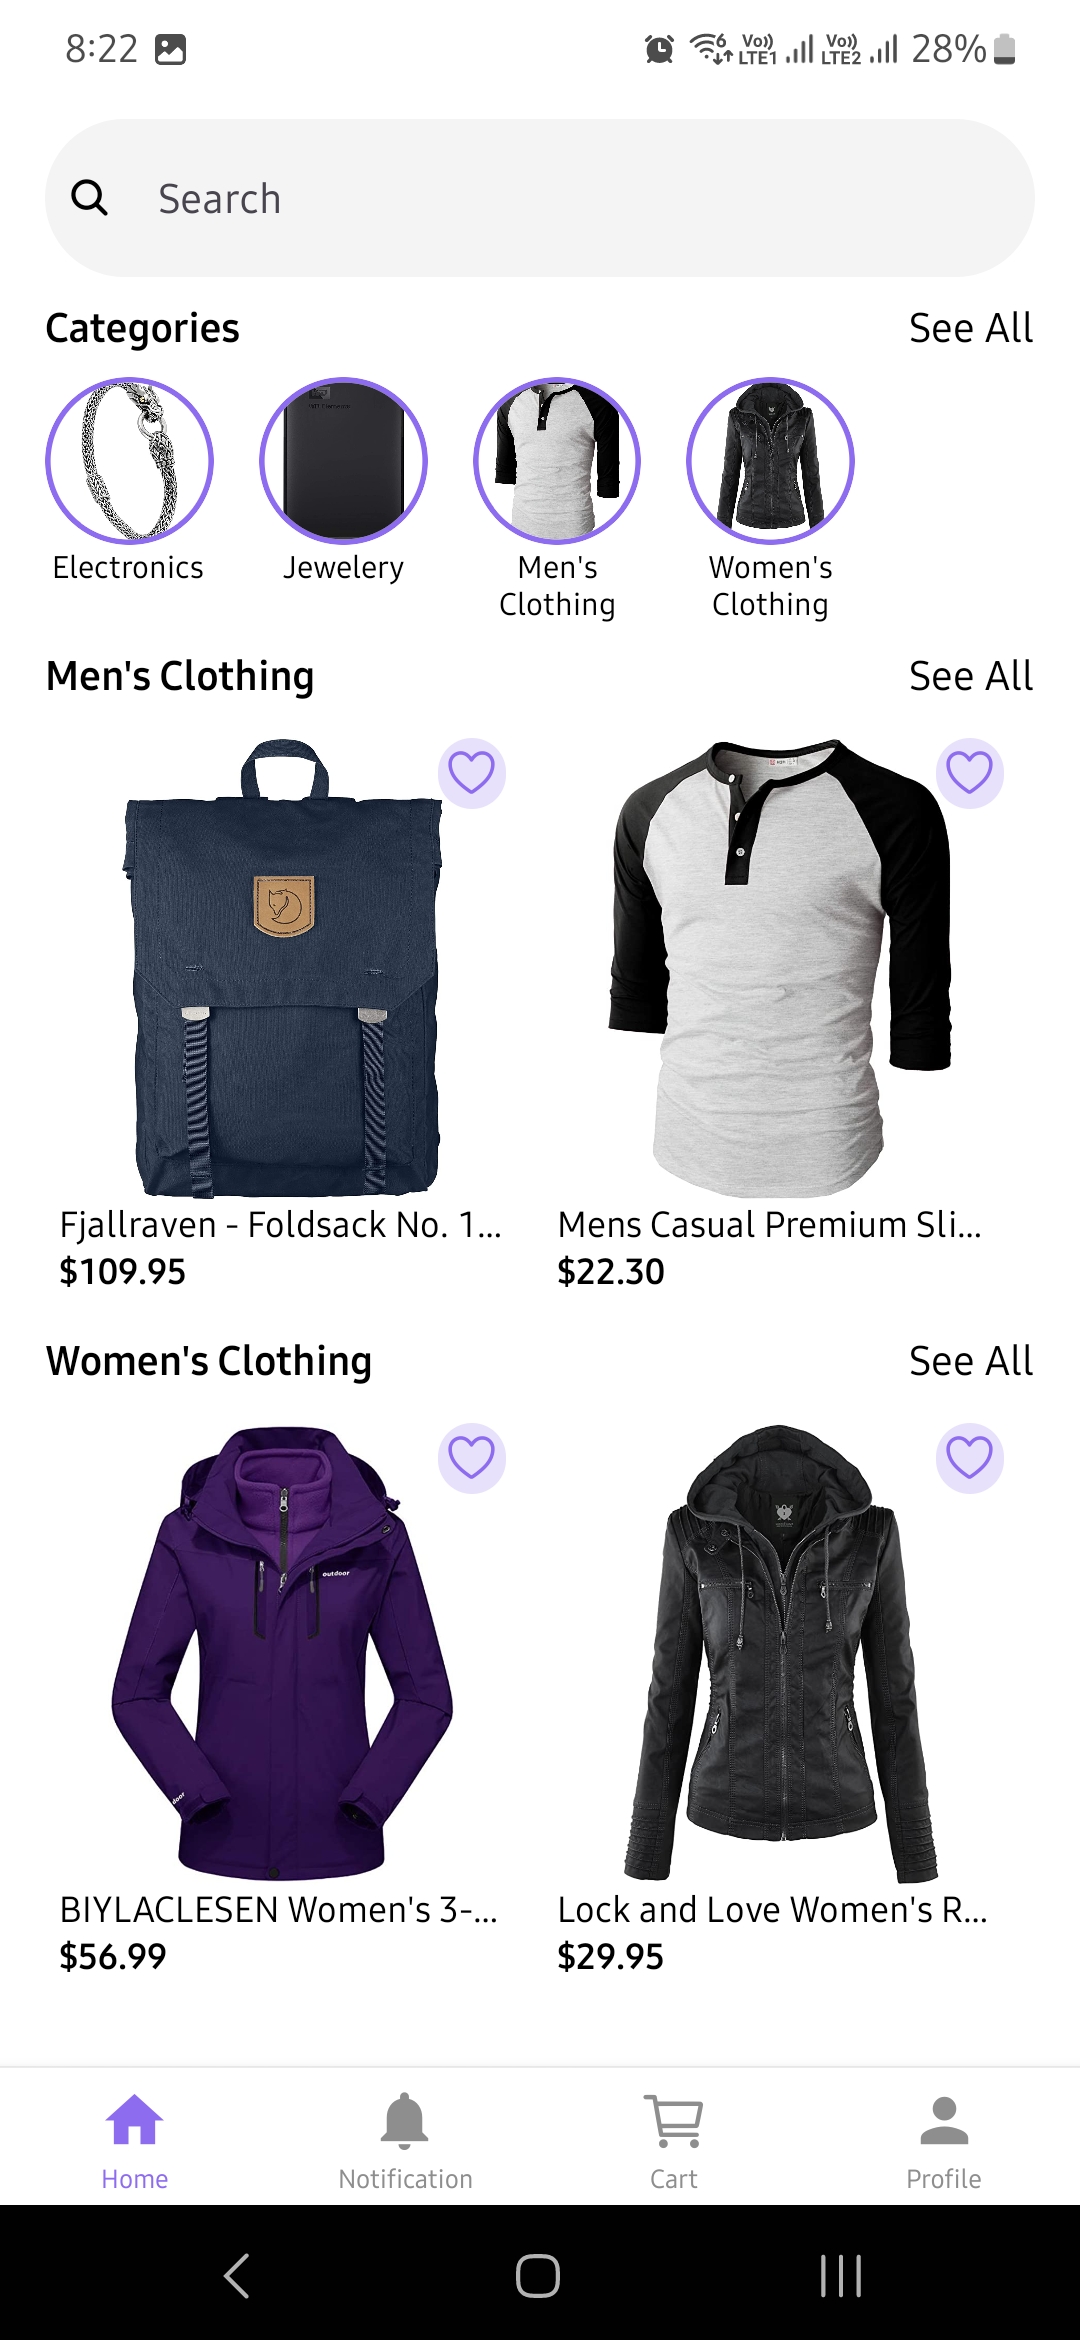 8:22
6 Vo)) LTE1 Vo)) LTE2 28%
Search
Categories See All
Electronics Jewelery Men's Clothing Women's Clothing
Men's Clothing See All
Fjallraven - Foldsack No. 1... Mens Casual Premium Sli...
$109.95 $22.30
Women's Clothing See All
outdoor
door
BIYLACLESEN Women's 3-... Lock and Love Women's R...
$56.99 $29.95
Home Notification Cart Profile